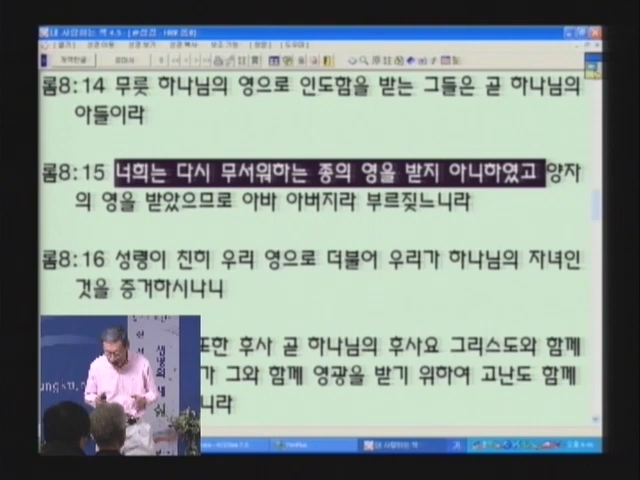 롬8:14 무릇 하나님의 영으로 인도함을 받는 그들은 곧 하나님의
아들이라
롬8:15 너희는 다시 무서워하는 종의 영을 받지 아니하였고 양자
의 영을 받았으므로 아바 아버지라 부르짖느니라
롬8:16 성령이 친히 우리 영으로 더불어 우리가 하나님의 자녀인
것을 증거하시나니
또한 후사 곧 하나님의 후사요 그리스도와 함께
가 그와 함께 영광을 받기 위하여 고난도 함께
니라